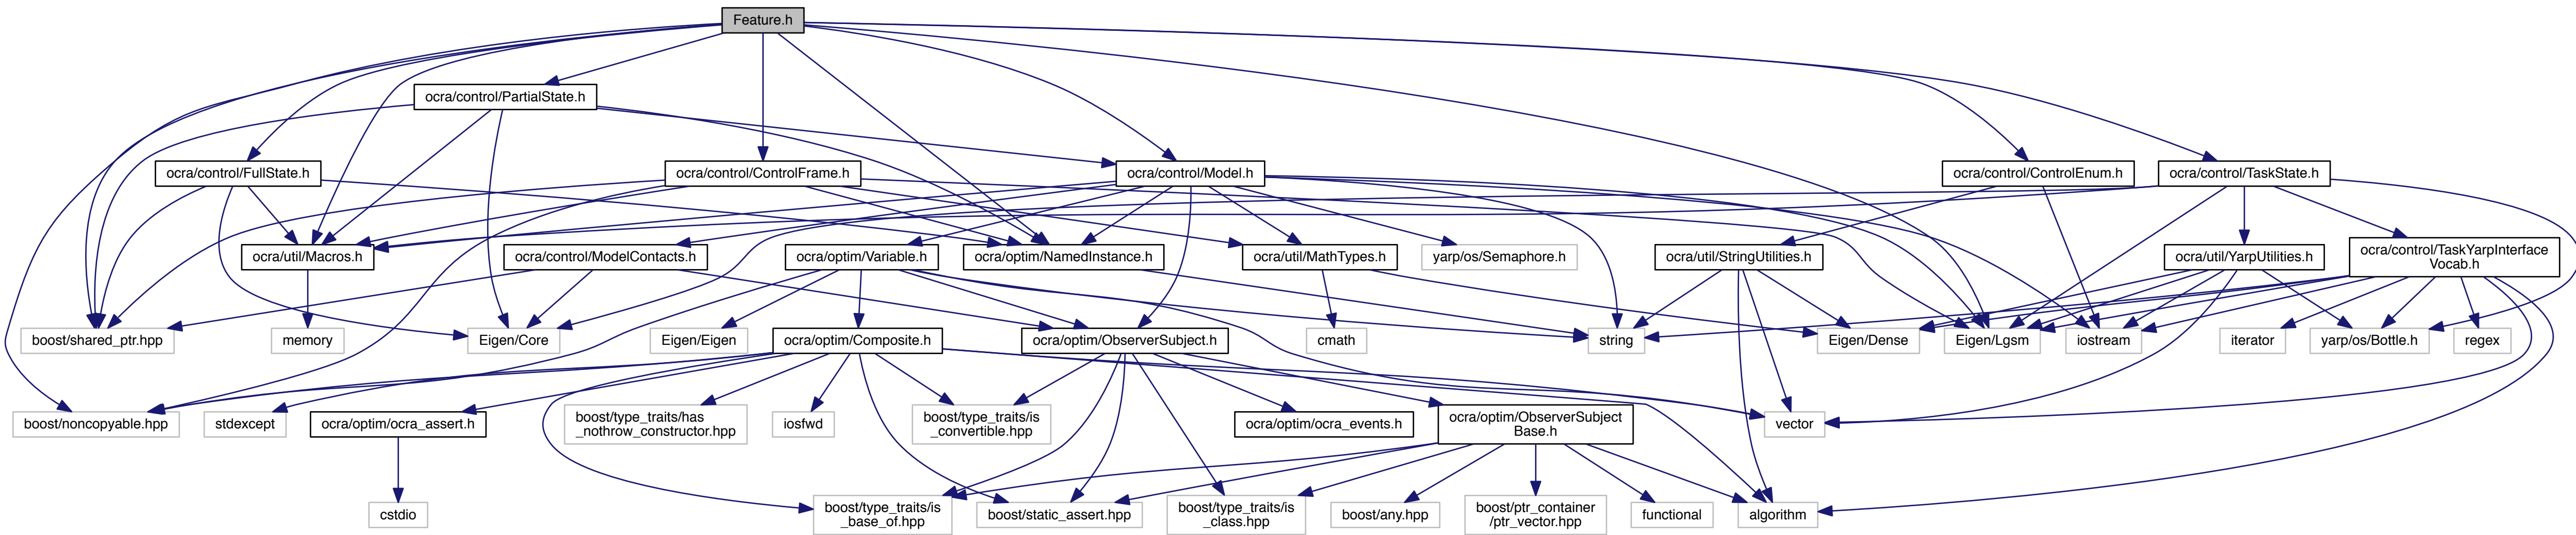 Feature.h
ocra/control/PartialState.h
ocra/control/FullState.h
ocra/control/ControlFrame.h
ocra/control/Model.h
ocra/control/ControlEnum.h
ocra/control/TaskState.h
ocra/util/Macros.h
ocra/control/ModelContacts.h
ocra/optim/Variable.h
ocra/optim/NamedInstance.h
ocra/util/MathTypes.h
yarp/os/Semaphore.h
ocra/util/StringUtilities.h
ocra/util/YarpUtilities.h
ocra/control/TaskYarpInterface
Vocab.h
boost/shared_ptr.hpp
memory
Eigen/Core
Eigen/Eigen
ocra/optim/Composite.h
ocra/optim/ObserverSubject.h
cmath
string
Eigen/Dense
Eigen/Lgsm
iostream
iterator
yarp/os/Bottle.h
regex
boost/noncopyable.hpp
stdexcept
ocra/optim/ocra_assert.h
boost/type_traits/has
_nothrow_constructor.hpp
iosfwd
boost/type_traits/is
_convertible.hpp
ocra/optim/ocra_events.h
ocra/optim/ObserverSubject
Base.h
vector
cstdio
boost/type_traits/is
_base_of.hpp
boost/static_assert.hpp
boost/type_traits/is
_class.hpp
boost/any.hpp
boost/ptr_container
/ptr_vector.hpp
functional
algorithm